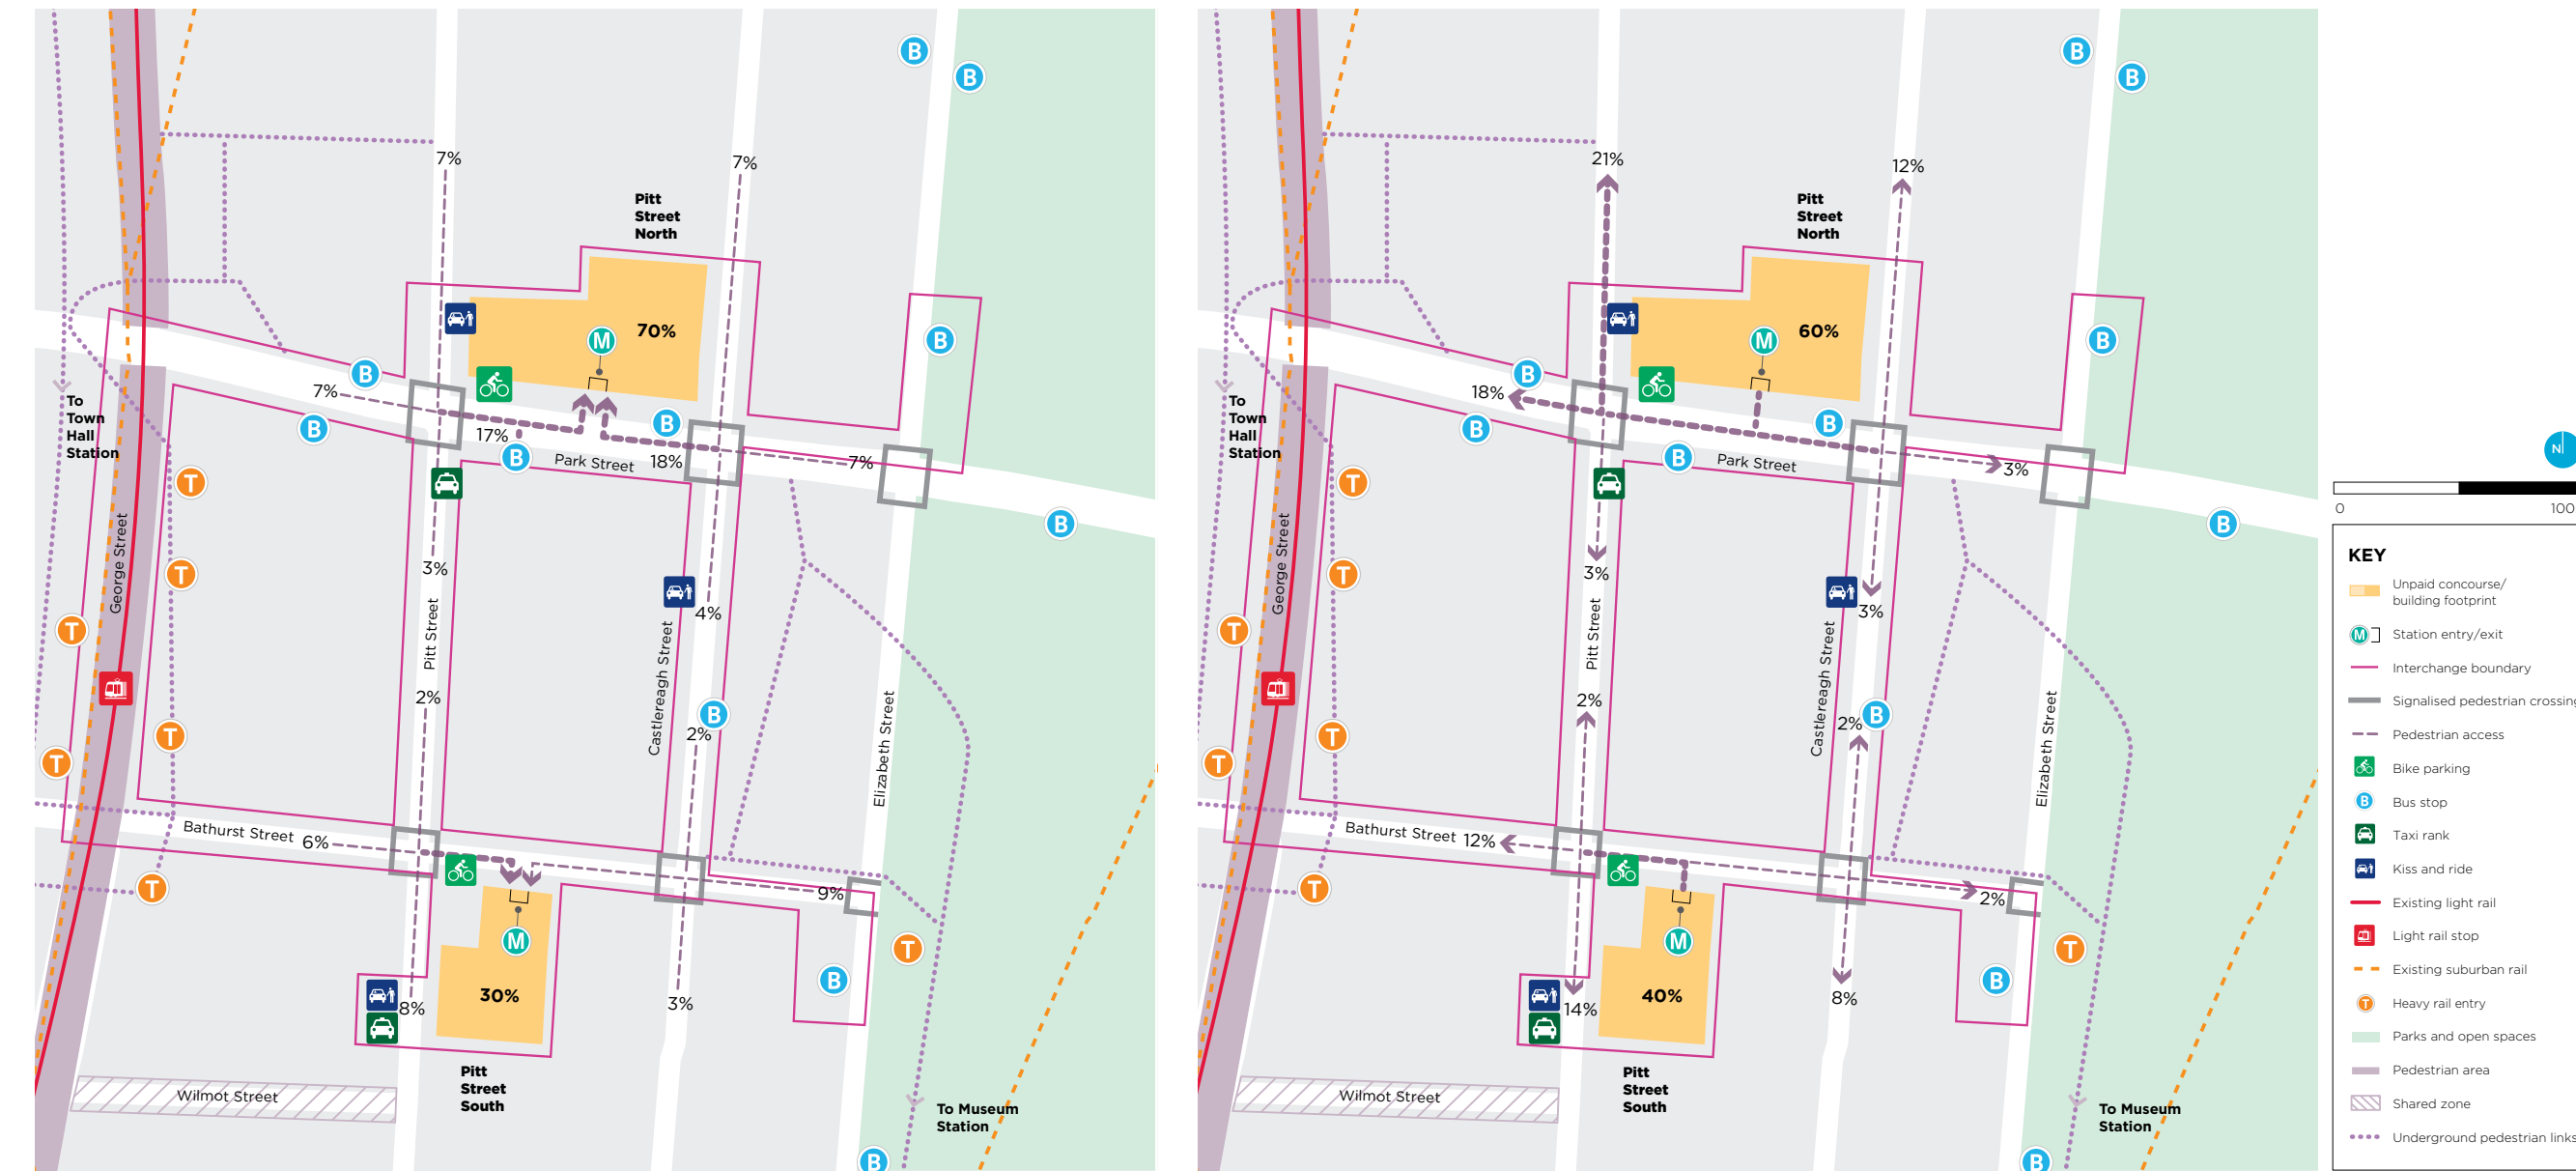 7%
7%
Pitt
Street
North
M
70%
B
B
B
B
B
B
B
B
7%
17%
18%
7%
Park Street
To
Town
Hall
Station
T
T
T
T
T
T
T
George Street
3%
Pitt Street
2%
4%
2%
Castlereagh Street
B
Elizabeth Street
Bathurst Street
6%
9%
M
30%
8%
3%
B
Pitt
Street
South
Wilmot Street
To Museum
Station
B
21%
12%
Pitt
Street
North
M
60%
B
B
B
B
B
B
B
B
18%
3%
Park Street
To
Town
Hall
Station
T
T
T
T
T
T
T
George Street
3%
Pitt Street
2%
3%
2%
Castlereagh Street
B
Elizabeth Street
Bathurst Street
12%
2%
M
40%
14%
8%
B
Pitt
Street
South
Wilmot Street
To Museum
Station
B
N
0
100
KEY
Unpaid concourse/
building footprint
M
Station entry/exit
Interchange boundary
Signalised pedestrian crossing
Pedestrian access
Bike parking
B
Bus stop
Taxi rank
Kiss and ride
Existing light rail
Light rail stop
Existing suburban rail
T
Heavy rail entry
Parks and open spaces
Pedestrian area
Shared zone
Underground pedestrian links